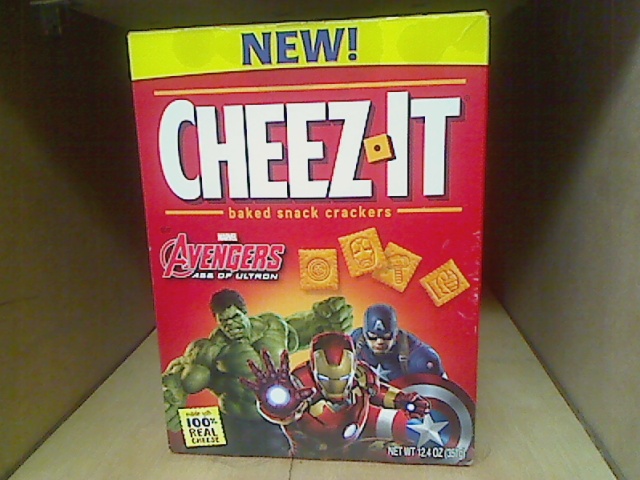 NEW!
CHEEZ-IT
baked snack crackers
MARVEL
AVENGERS
AGE OF ULTRON
made with
100%
REAL
CHEESE
NET WT 12.4 OZ (351g)